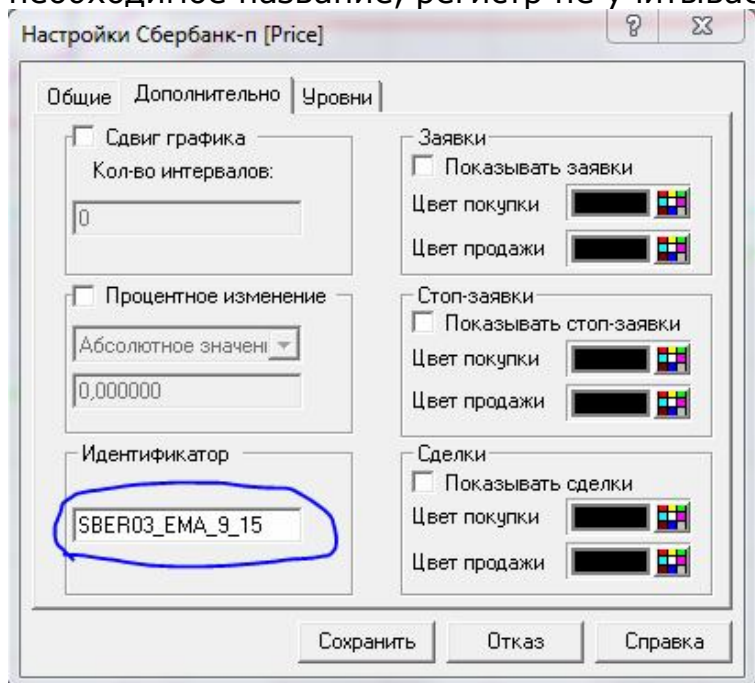 необходимое название, регистр не учитывае
Настройки Сбербанк-п [Price]
Общие Дополнительно Уровни
Сдвиг графика
Кол-во интервалов:
0
Процентное изменение
Абсолютное значени
0,000000
Идентификатор
SBER03_EMA_9_15
Заявки
Показывать заявки
Цвет покупки
Цвет продажи
Стоп-заявки
Показывать стоп-заявки
Цвет покупки
Цвет продажи
Сделки
Показывать сделки
Цвет покупки
Цвет продажи
Сохранить Отказ Справка